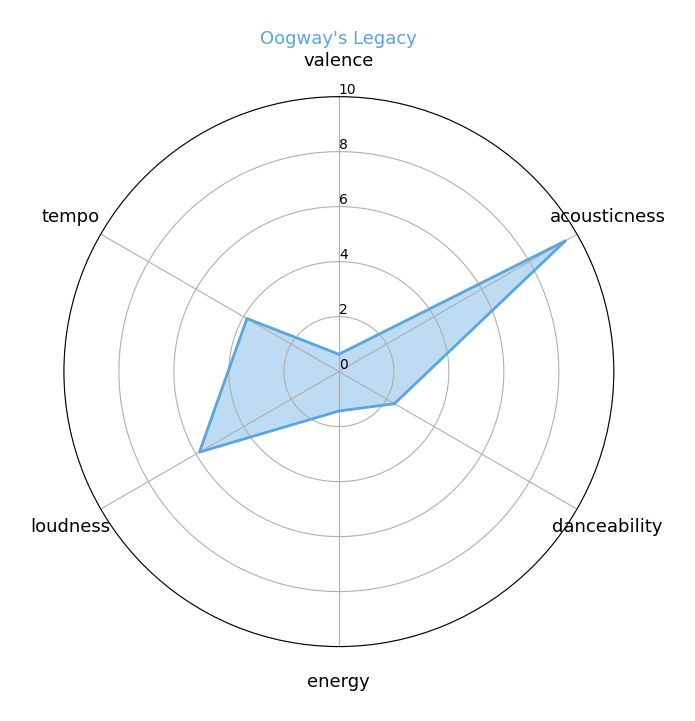 Oogway's Legacy
valence
10
8
6
4
2
0
tempo
acousticness
loudness
danceability
energy